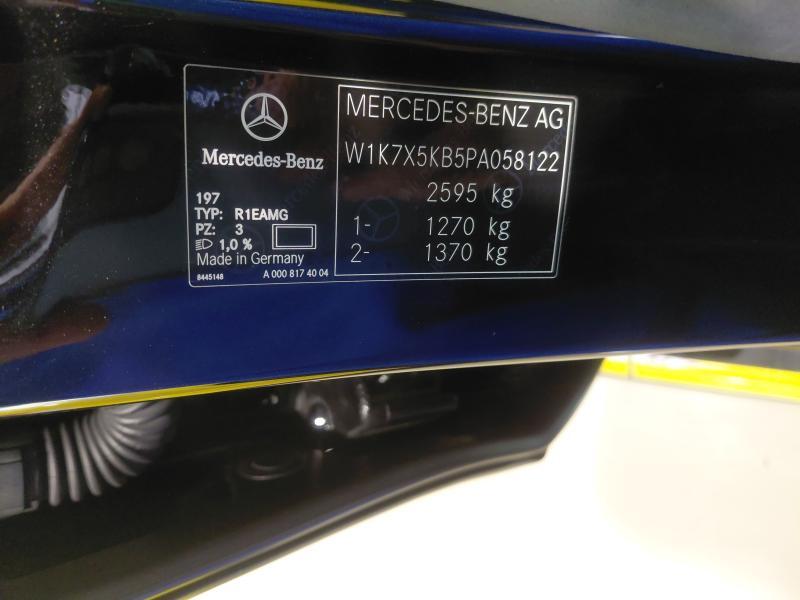 Mercedes-Benz
197
TYP: R1EAMG
PZ: 3
1,0 %
Made in Germany
8445148 A 000 817 40 04
MERCEDES-BENZ AG
W1K7X5KB5PA058122
2595 kg
1- 1270 kg
2- 1370 kg